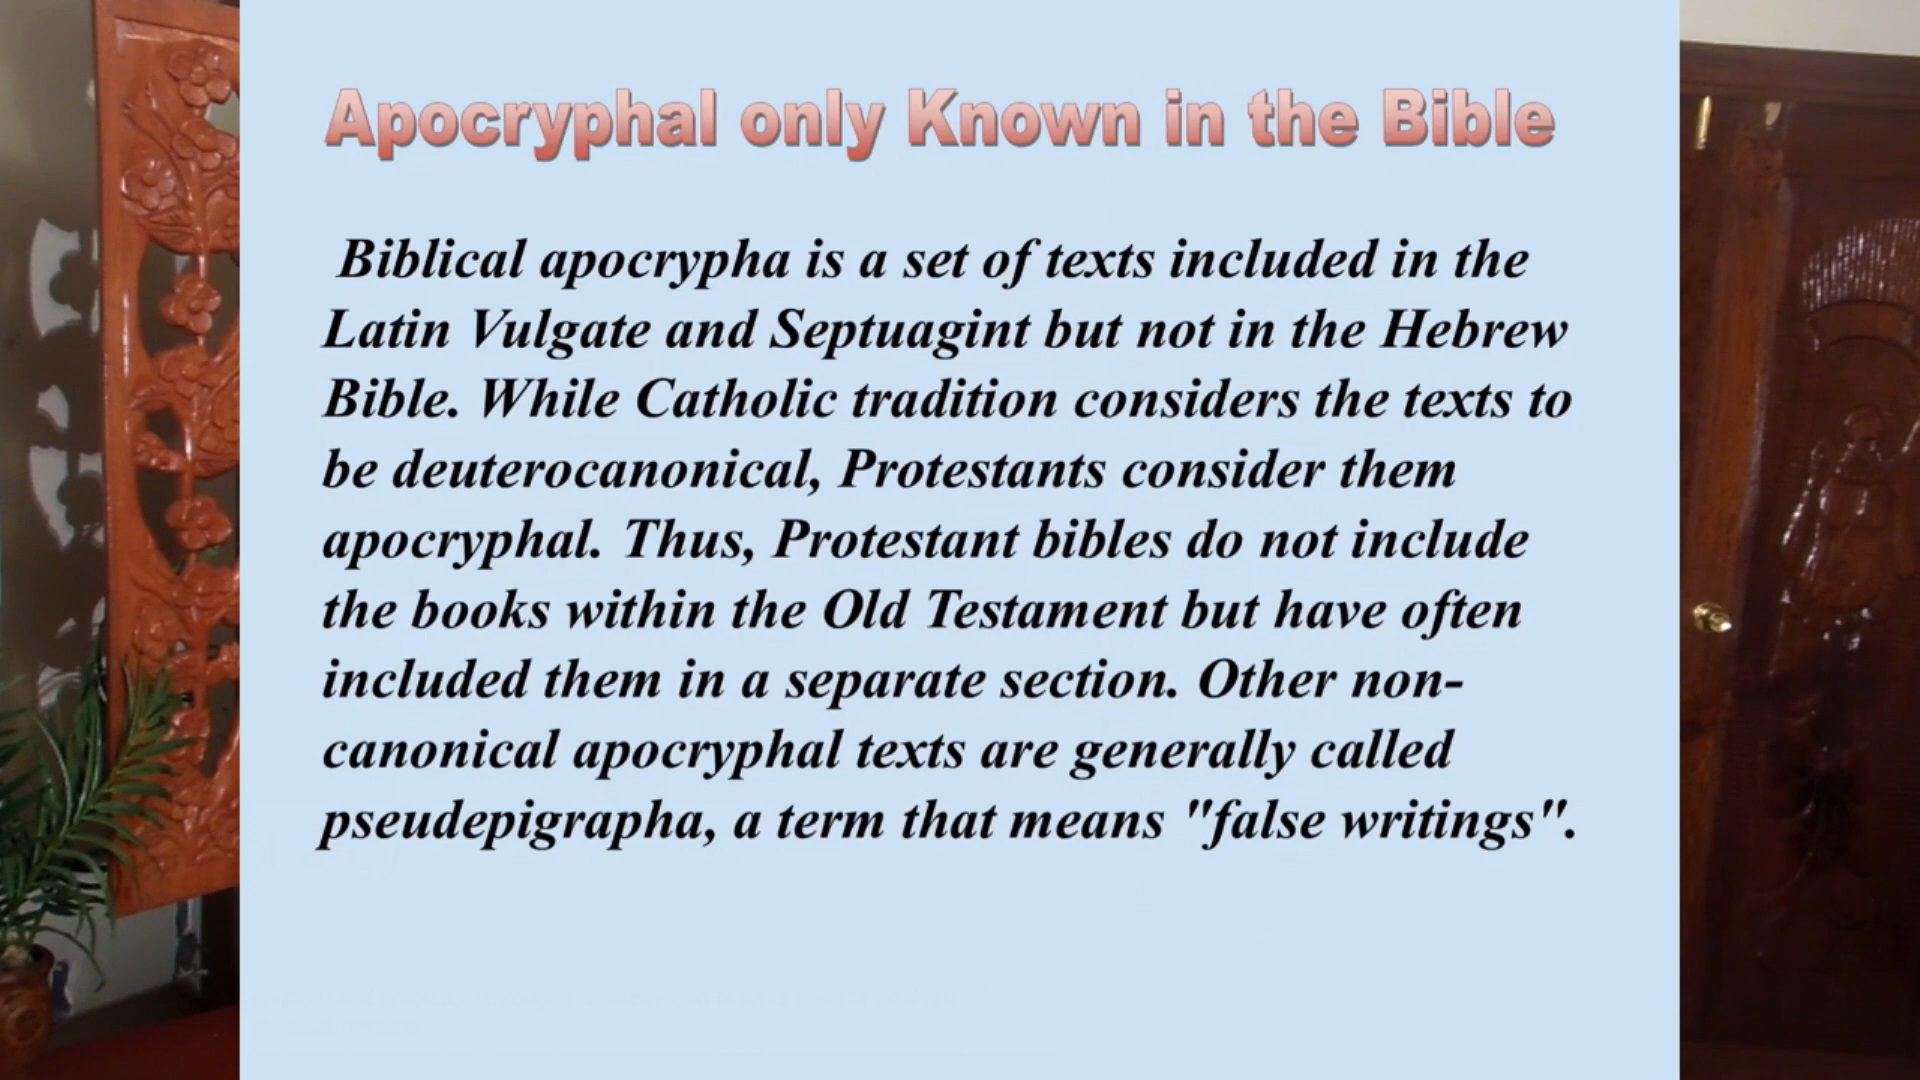 Apocryphal only Known in the Bible
Biblical apocrypha is a set of texts included in the
Latin Vulgate and Septuagint but not in the Hebrew
Bible. While Catholic tradition considers the texts to
be deuterocanonical, Protestants consider them
apocryphal. Thus, Protestant bibles do not include
the books within the Old Testament but have often
included them in a separate section. Other non-
canonical apocryphal texts are generally called
pseudepigrapha, a term that means "false writings".